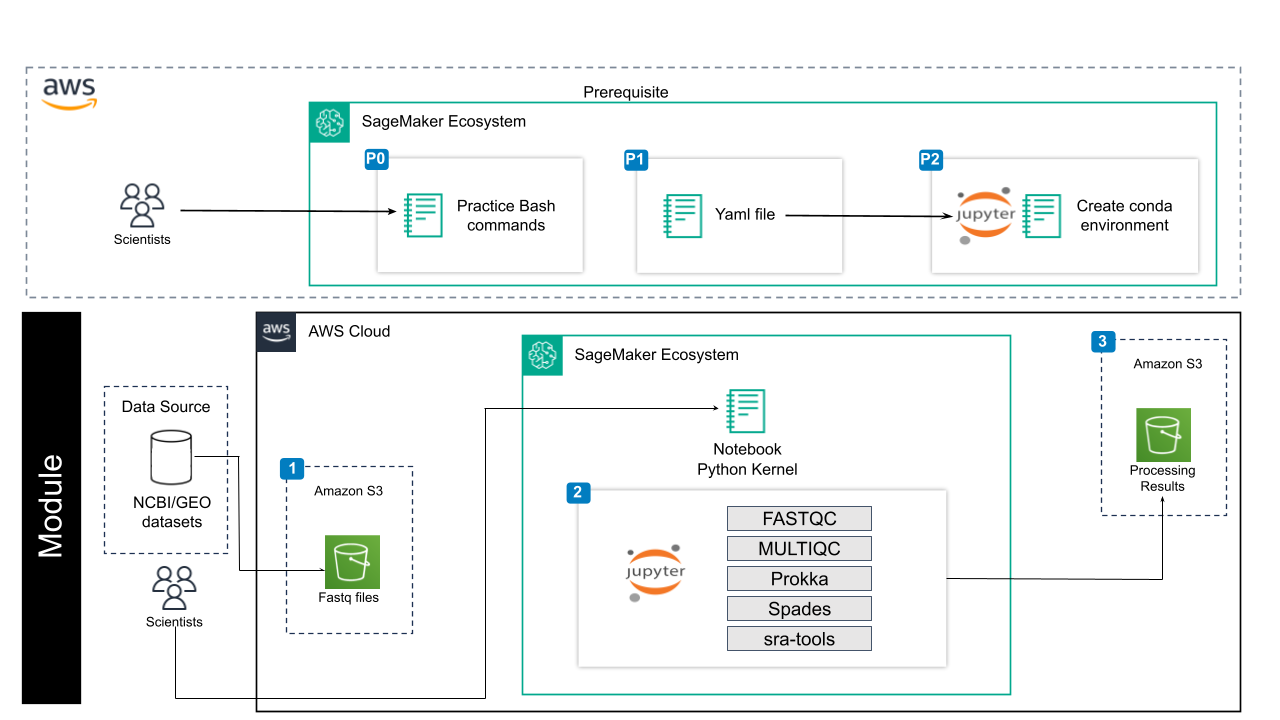 aws
Prerequisite
SageMaker Ecosystem
P0
Practice Bash
commands
P1
Yaml file
P2
jupyter
Create conda
environment
Scientists
Module
aws
AWS Cloud
Data Source
NCBI/GEO
datasets
Scientists
1
Amazon S3
Fastq files
SageMaker Ecosystem
Notebook
Python Kernel
2
jupyter
FASTQC
MULTIQC
Prokka
Spades
sra-tools
3
Amazon S3
Processing
Results